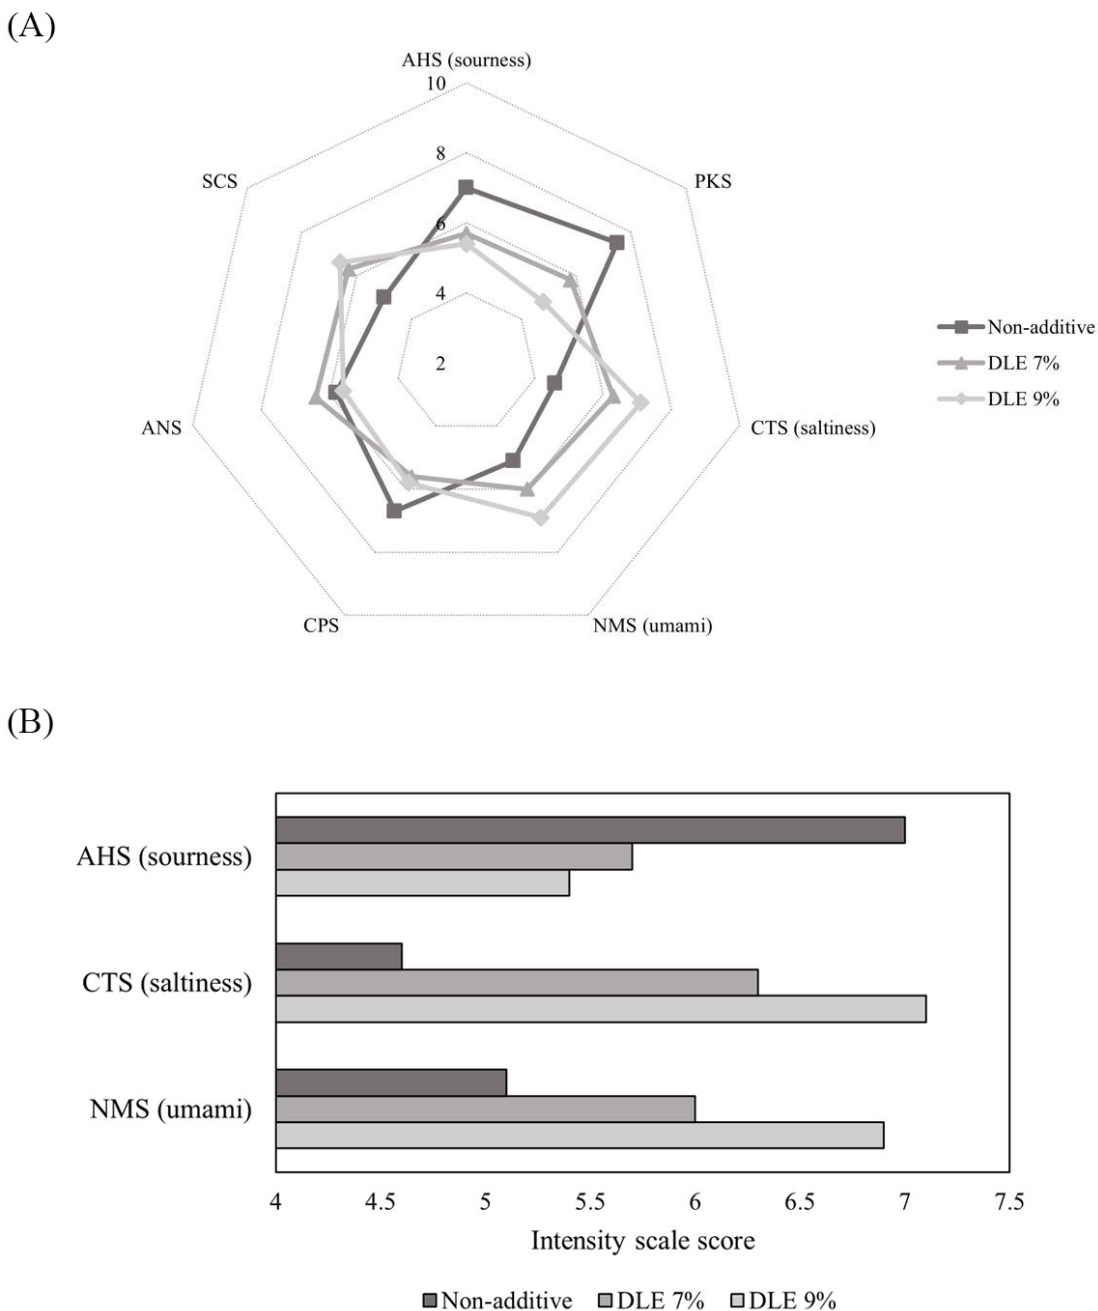 (A)
AHS (sourness)
10
8
6
4
2
SCS
PKS
ANS
CTS (saltiness)
CPS
NMS (umami)
Non-additive
DLE 7%
DLE 9%
(B)
AHS (sourness)
CTS (saltiness)
NMS (umami)
4 4.5 5 5.5 6 6.5 7 7.5
Intensity scale score
Non-additive DLE 7% DLE 9%